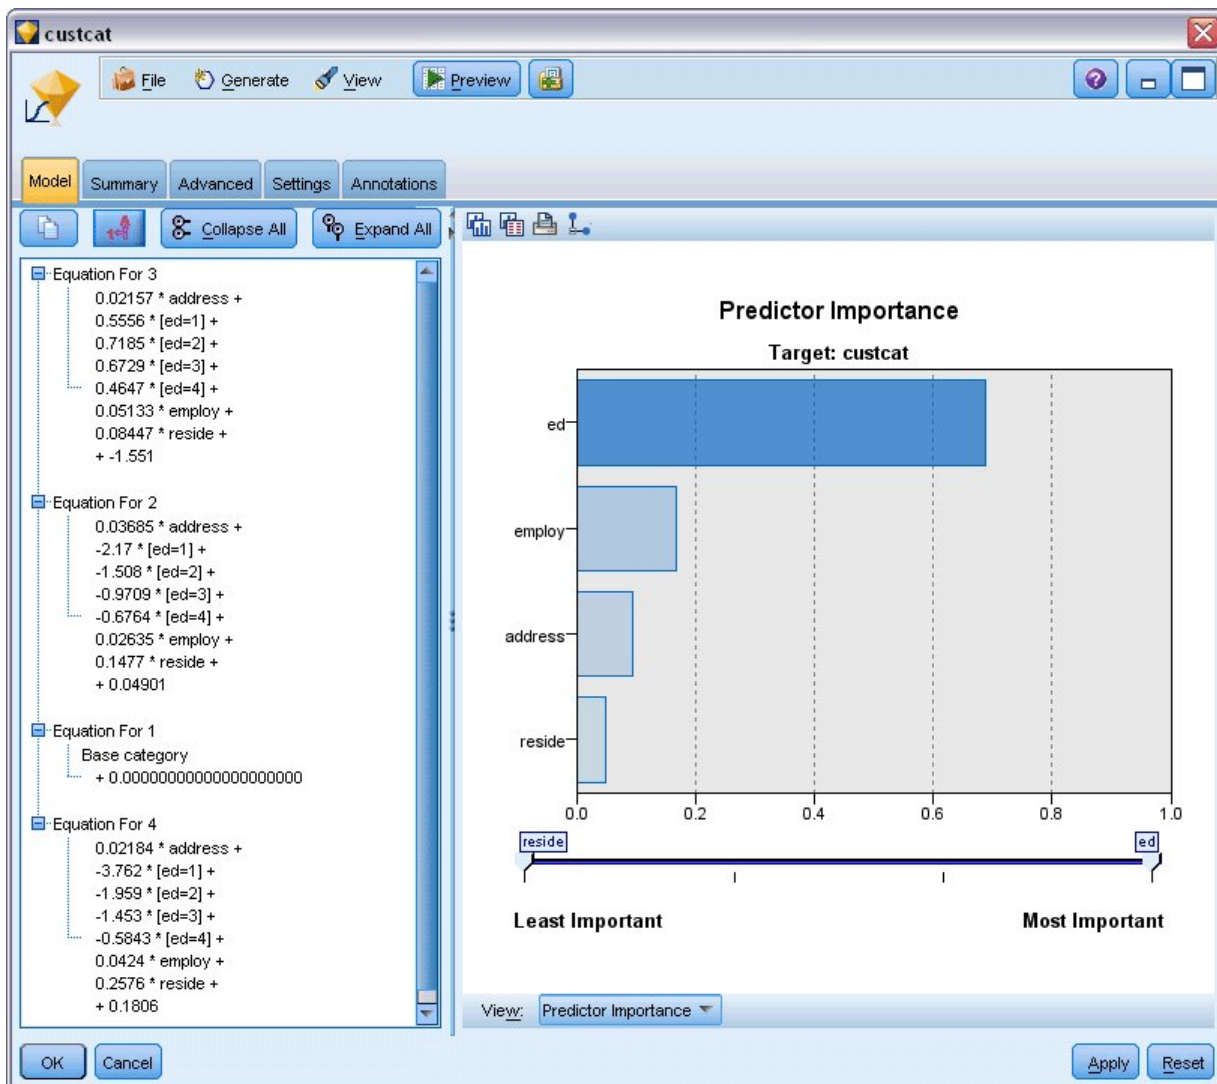 custcat
File Generate View Preview
Model Summary Advanced Settings Annotations
Collapse All Expand All
Equation For 3
0.02157 * address +
0.5556 * [ed=1] +
0.7185 * [ed=2] +
0.6729 * [ed=3] +
0.4647 * [ed=4] +
0.05133 * employ +
0.08447 * reside +
+ -1.551
Equation For 2
0.03685 * address +
-2.17 * [ed=1] +
-1.508 * [ed=2] +
-0.9709 * [ed=3] +
-0.6764 * [ed=4] +
0.02635 * employ +
0.1477 * reside +
+ 0.04901
Equation For 1
Base category
+ 0.00000000000000000000
Equation For 4
0.02184 * address +
-3.762 * [ed=1] +
-1.959 * [ed=2] +
-1.453 * [ed=3] +
-0.5843 * [ed=4] +
0.0424 * employ +
0.2576 * reside +
+ 0.1806
Predictor Importance
Target: custcat
ed
employ
address
reside
0.0 0.2 0.4 0.6 0.8 1.0
reside ed
Least Important Most Important
View: Predictor Importance
OK Cancel Apply Reset